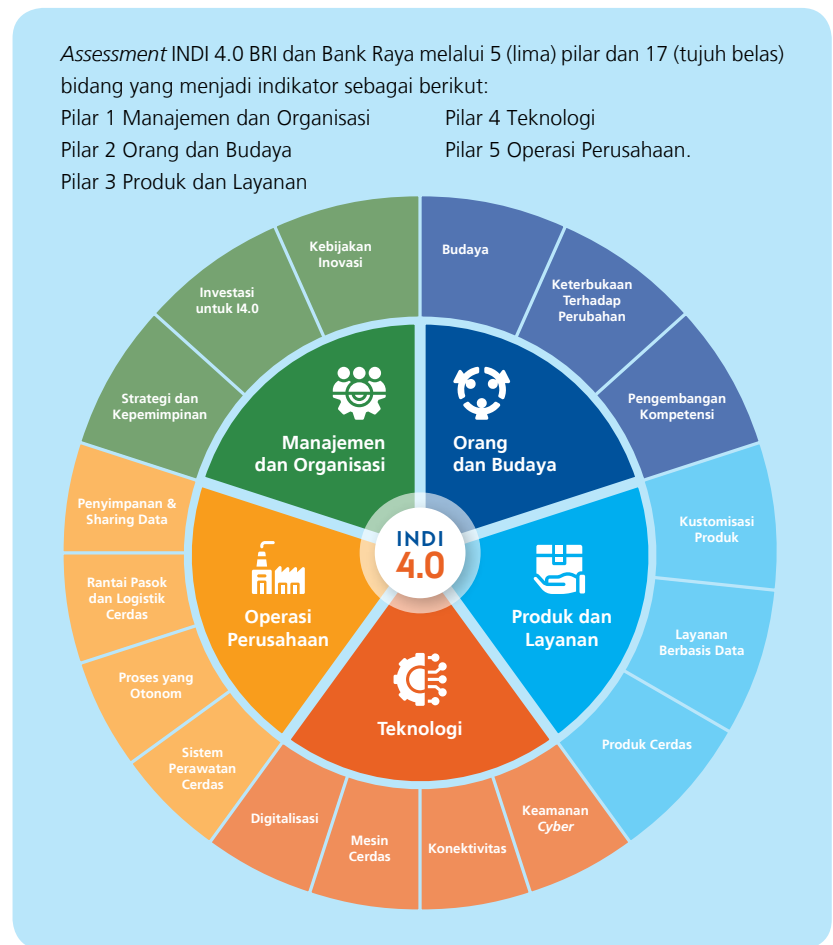 Assessment INDI 4.0 BRI dan Bank Raya melalui 5 (lima) pilar dan 17 (tujuh belas)
bidang yang menjadi indikator sebagai berikut:
Pilar 1 Manajemen dan Organisasi
Pilar 2 Orang dan Budaya
Pilar 3 Produk dan Layanan
Pilar 4 Teknologi
Pilar 5 Operasi Perusahaan.
Kebijakan
Inovasi
Budaya
Investasi
untuk I4.0
Keterbukaan
Terhadap
Perubahan
Strategi dan
Kepemimpinan
Pengembangan
Kompetensi
Manajemen
dan Organisasi
Orang
dan Budaya
Penyimpanan &
Sharing Data
Kustomisasi
Produk
INDI
4.0
Rantai Pasok
dan Logistik
Cerdas
Operasi
Perusahaan
Produk dan
Layanan
Layanan
Berbasis Data
Proses yang
Otonom
Teknologi
Sistem
Perawatan
Cerdas
Produk Cerdas
Digitalisasi
Mesin
Cerdas
Konektivitas
Keamanan
Cyber